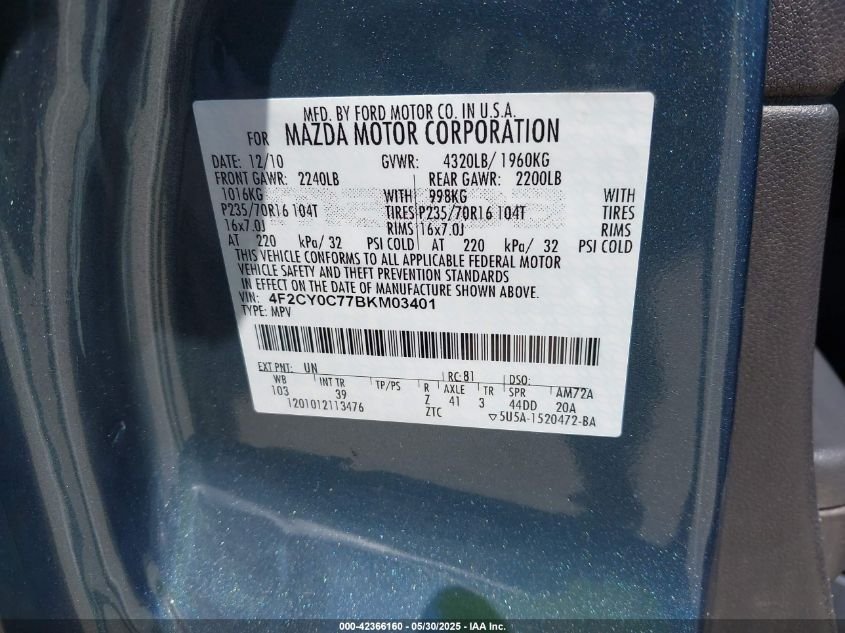 MFD. BY FORD MOTOR CO. IN U.S.A.
FOR MAZDA MOTOR CORPORATION
DATE: 12/10 GVWR: 4320LB/ 1960KG
FRONT GAWR: 2240LB REAR GAWR: 2200LB
1016KG WITH 998KG WITH
P235/70R16 104T TIRES P235/70R16 104T TIRES
16x7.0J RIMS 16x7.0J RIMS
AT 220 kPa/ 32 PSI COLD AT 220 kPa/ 32 PSI COLD
THIS VEHICLE CONFORMS TO ALL APPLICABLE FEDERAL MOTOR
VEHICLE SAFETY AND THEFT PREVENTION STANDARDS
IN EFFECT ON THE DATE OF MANUFACTURE SHOWN ABOVE.
VIN: 4F2CY0C77BKM03401
TYPE: MPV
EXT PNT: UN RC: 81 DSO:
WB INT TR TP/PS R AXLE TR SPR AM72A
103 39 Z 41 3 44DD 20A
1201012113476 ZTC ▽5U5A-1520472-BA
000-42366160 - 05/30/2025 - IAA Inc.